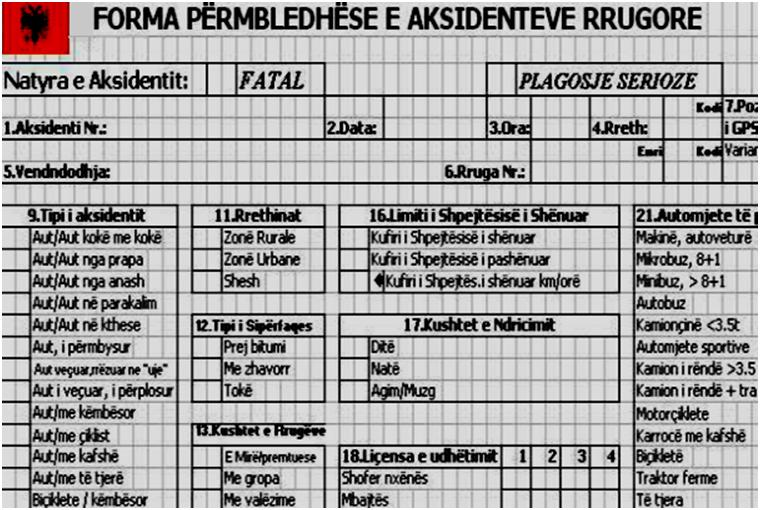 FORMA PËRMBLEDHËSE E AKSIDENTEVE RRUGORE
Natyra e Aksidentit: FATAL PLAGOSJE SERIOZE
Kodi 7.Poz
1.Aksidenti Nr.: 2.Data: 3.Ora: 4.Rreth: i GPS
Emri Kodi Varian
5.Vendndodhja: 6.Rruga Nr.:
9.Tipi i aksidentit
Aut/Aut kokë me kokë
Aut/Aut nga prapa
Aut/Aut nga anash
Aut/Aut në parakalim
Aut/Aut në kthese
Aut, i përmbysur
Aut veçuar,rrëzuar ne "uje"
Aut i veçuar, i përplosur
Aut/me këmbësor
Aut/me çiklist
Aut/me kafshë
Aut/me të tjerë
Biçiklete / këmbësor
11.Rrethinat
Zonë Rurale
Zonë Urbane
Shesh
12.Tipi i Sipërfaqes
Prej bitumi
Me zhavorr
Tokë
13.Kushtet e Rrugëve
E Mirë/premtuese
Me gropa
Me valëzime
16.Limiti i Shpejtësisë i Shënuar
Kufiri i Shpejtësisë i shënuar
Kufiri i Shpejtësisë i pashënuar
Kufiri i Shpejtës.i shënuar km/orë
17.Kushtet e Ndricimit
Ditë
Natë
Agim/Muzg
18.Liçensa e udhëtimit 1 2 3 4
Shofer nxënës
Mbajtës
21.Automjete të p
Makinë, autoveturë
Mikrobuz, 8+1
Minibuz, > 8+1
Autobuz
Kamionçinë <3.5t
Automjete sportive
Kamion i rëndë >3.5
Kamion i rëndë + tra
Motorçiklete
Karrocë me kafshë
Biçikletë
Traktor ferme
Të tjera